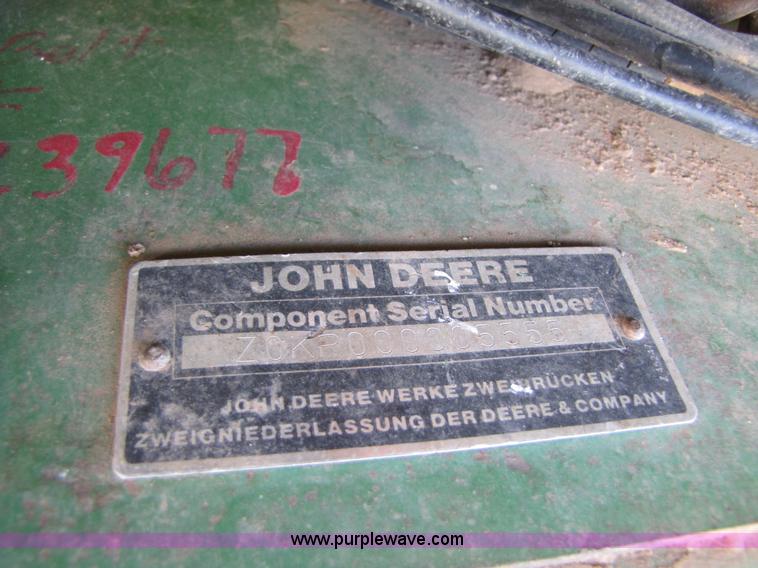 39677
JOHN DEERE
Component Serial Number
JOHN DEERE WERKE ZWEIBRÜCKEN
ZWEIGNIEDERLASSUNG DER DEERE & COMPANY
www.purplewave.com